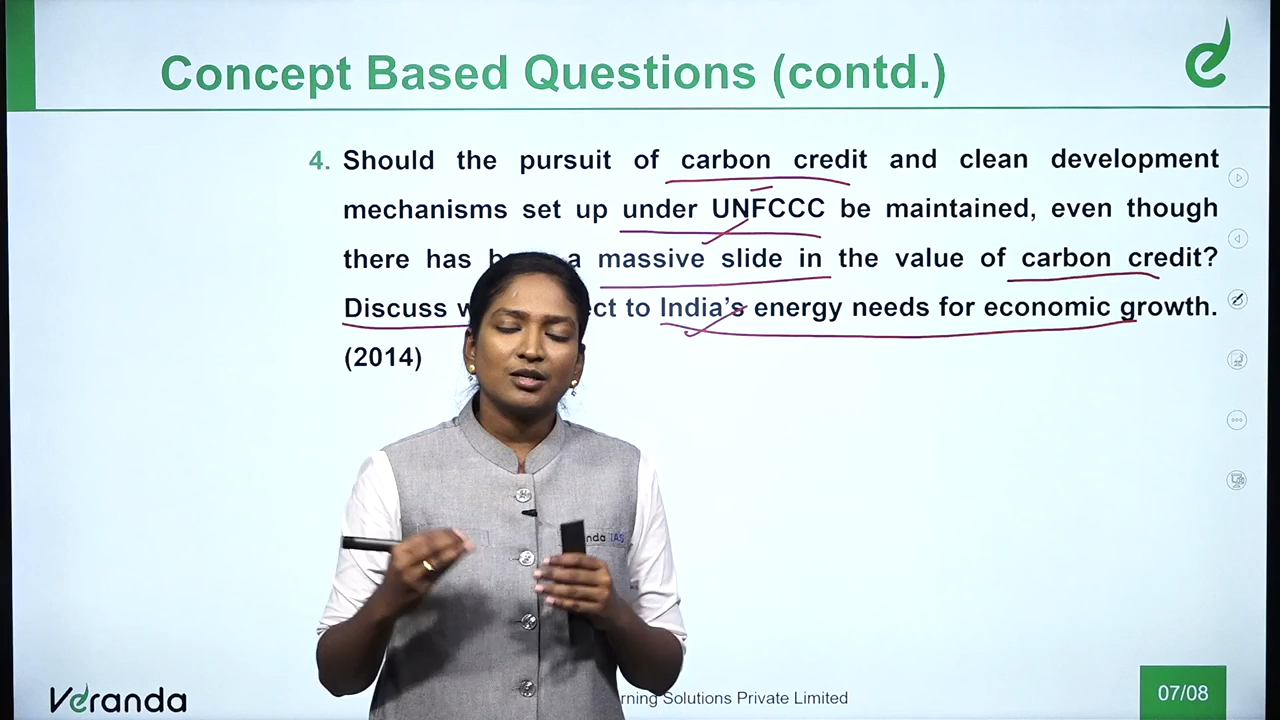 Concept Based Questions (contd.)
4. Should the pursuit of carbon credit and clean development
mechanisms set up under UNFCCC be maintained, even though
there has a massive slide in the value of carbon credit?
Discuss to India's energy needs for economic growth.
(2014)
anda IAS
Veranda
Solutions Private Limited
07/08